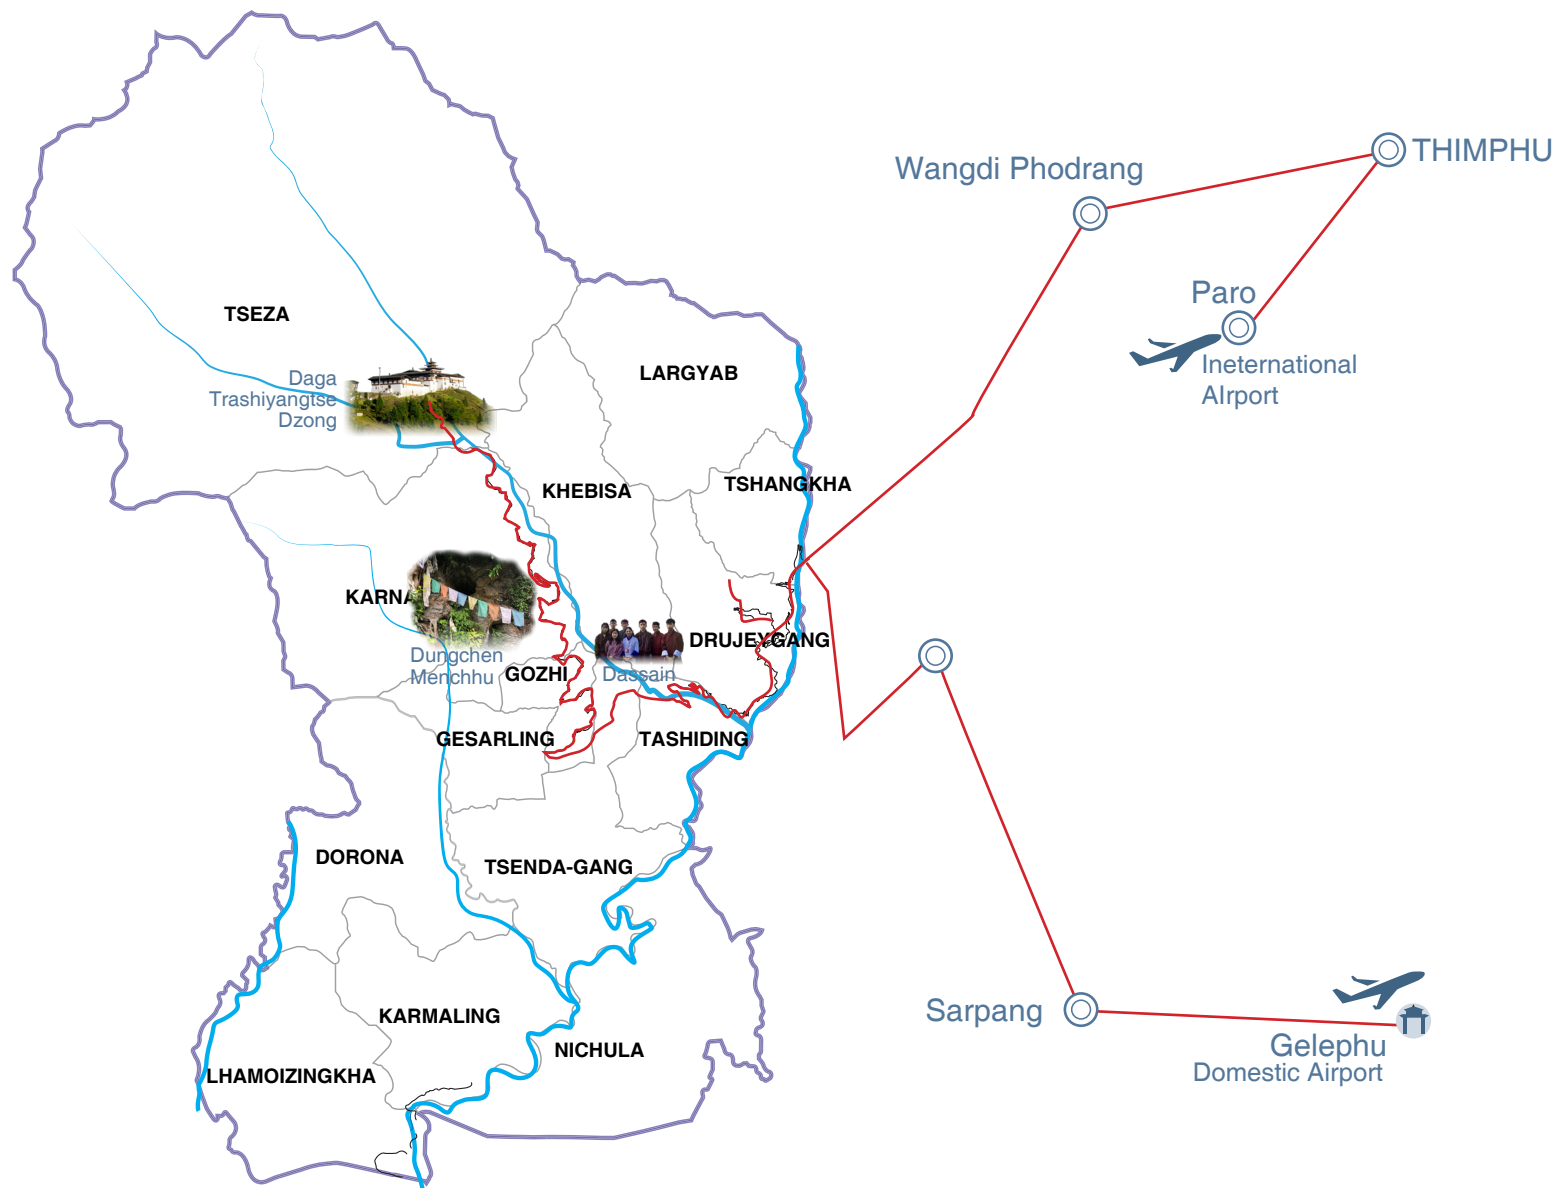 THIMPHU
Wangdi Phodrang
Paro
Ineternational
AIrport
TSEZA
LARGYAB
Daga
Trashiyangtse
Dzong
KHEBISA
TSHANGKHA
KARNA
DRUJEYGANG
Dungchen
Menchhu
GOZHI
Dassain
GESARLING
TASHIDING
DORONA
TSENDA-GANG
Sarpang
KARMALING
NICHULA
Gelephu
Domestic Airport
LHAMOIZINGKHA